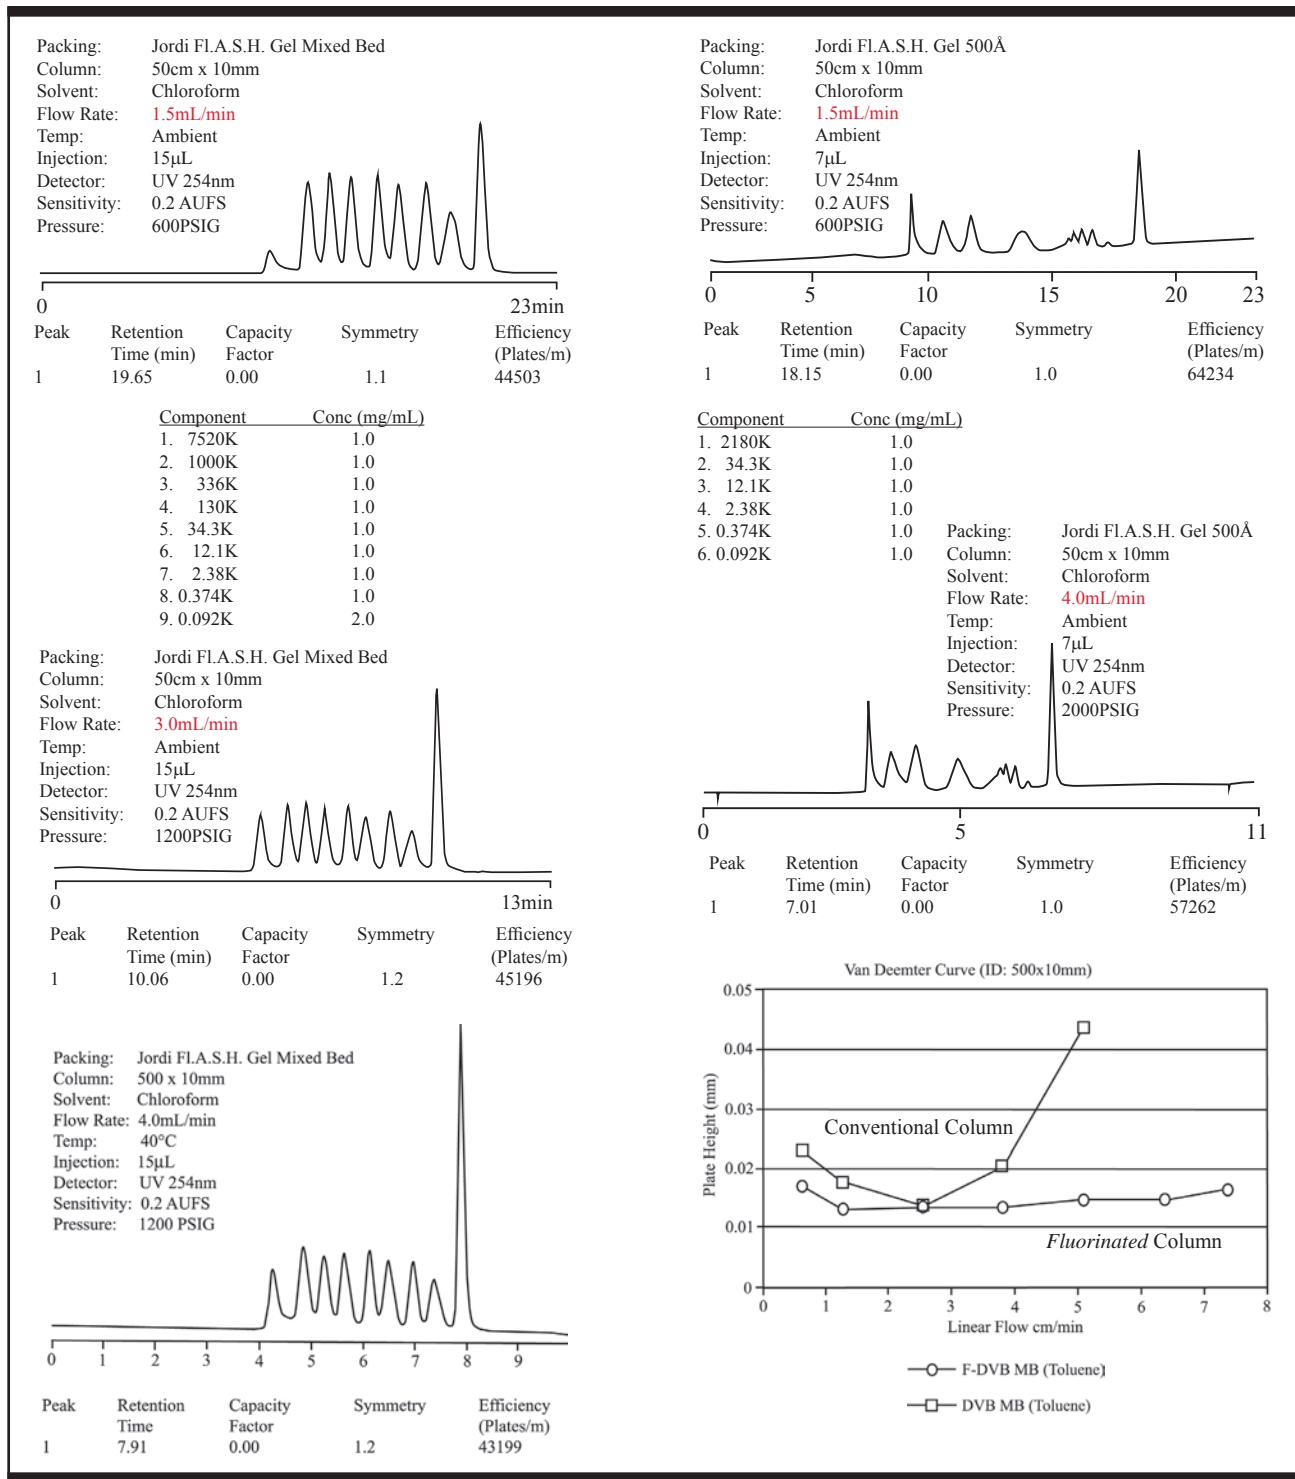 Packing: Jordi Fl.A.S.H. Gel Mixed Bed
Column: 50cm x 10mm
Solvent: Chloroform
Flow Rate: 1.5mL/min
Temp: Ambient
Injection: 15µL
Detector: UV 254nm
Sensitivity: 0.2 AUFS
Pressure: 600PSIG
0 23min
Peak Retention Time (min) Capacity Factor Symmetry Efficiency (Plates/m)
1 19.65 0.00 1.1 44503
Component Conc (mg/mL)
1. 7520K 1.0
2. 1000K 1.0
3. 336K 1.0
4. 130K 1.0
5. 34.3K 1.0
6. 12.1K 1.0
7. 2.38K 1.0
8. 0.374K 1.0
9. 0.092K 2.0
Packing: Jordi Fl.A.S.H. Gel Mixed Bed
Column: 50cm x 10mm
Solvent: Chloroform
Flow Rate: 3.0mL/min
Temp: Ambient
Injection: 15µL
Detector: UV 254nm
Sensitivity: 0.2 AUFS
Pressure: 1200PSIG
0 13min
Peak Retention Time (min) Capacity Factor Symmetry Efficiency (Plates/m)
1 10.06 0.00 1.2 45196
Packing: Jordi Fl.A.S.H. Gel Mixed Bed
Column: 500 x 10mm
Solvent: Chloroform
Flow Rate: 4.0mL/min
Temp: 40°C
Injection: 15µL
Detector: UV 254nm
Sensitivity: 0.2 AUFS
Pressure: 1200 PSIG
0 1 2 3 4 5 6 7 8 9
Peak Retention Time Capacity Factor Symmetry Efficiency (Plates/m)
1 7.91 0.00 1.2 43199
Packing: Jordi Fl.A.S.H. Gel 500Å
Column: 50cm x 10mm
Solvent: Chloroform
Flow Rate: 1.5mL/min
Temp: Ambient
Injection: 7µL
Detector: UV 254nm
Sensitivity: 0.2 AUFS
Pressure: 600PSIG
0 5 10 15 20 23
Peak Retention Time (min) Capacity Factor Symmetry Efficiency (Plates/m)
1 18.15 0.00 1.0 64234
Component Conc (mg/mL)
1. 2180K 1.0
2. 34.3K 1.0
3. 12.1K 1.0
4. 2.38K 1.0
5. 0.374K 1.0
6. 0.092K 1.0
Packing: Jordi Fl.A.S.H. Gel 500Å
Column: 50cm x 10mm
Solvent: Chloroform
Flow Rate: 4.0mL/min
Temp: Ambient
Injection: 7µL
Detector: UV 254nm
Sensitivity: 0.2 AUFS
Pressure: 2000PSIG
0 5 11
Peak Retention Time (min) Capacity Factor Symmetry Efficiency (Plates/m)
1 7.01 0.00 1.0 57262
Van Deemter Curve (ID: 500x10mm)
0.05
0.04
0.03
0.02
0.01
0
Plate Height (mm)
Conventional Column
Fluorinated Column
0 1 2 3 4 5 6 7 8
Linear Flow cm/min
F-DVB MB (Toluene)
DVB MB (Toluene)